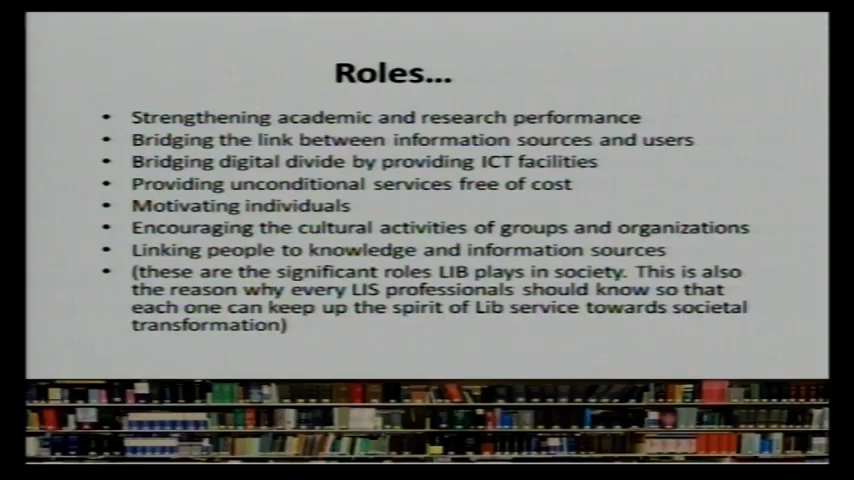 Roles...
• Strengthening academic and research performance
• Bridging the link between information sources and users
• Bridging digital divide by providing ICT facilities
• Providing unconditional services free of cost
• Motivating individuals
• Encouraging the cultural activities of groups and organizations
• Linking people to knowledge and information sources
• (these are the significant roles LIB plays in society. This is also
the reason why every LIS professionals should know so that
each one can keep up the spirit of Lib service towards societal
transformation)